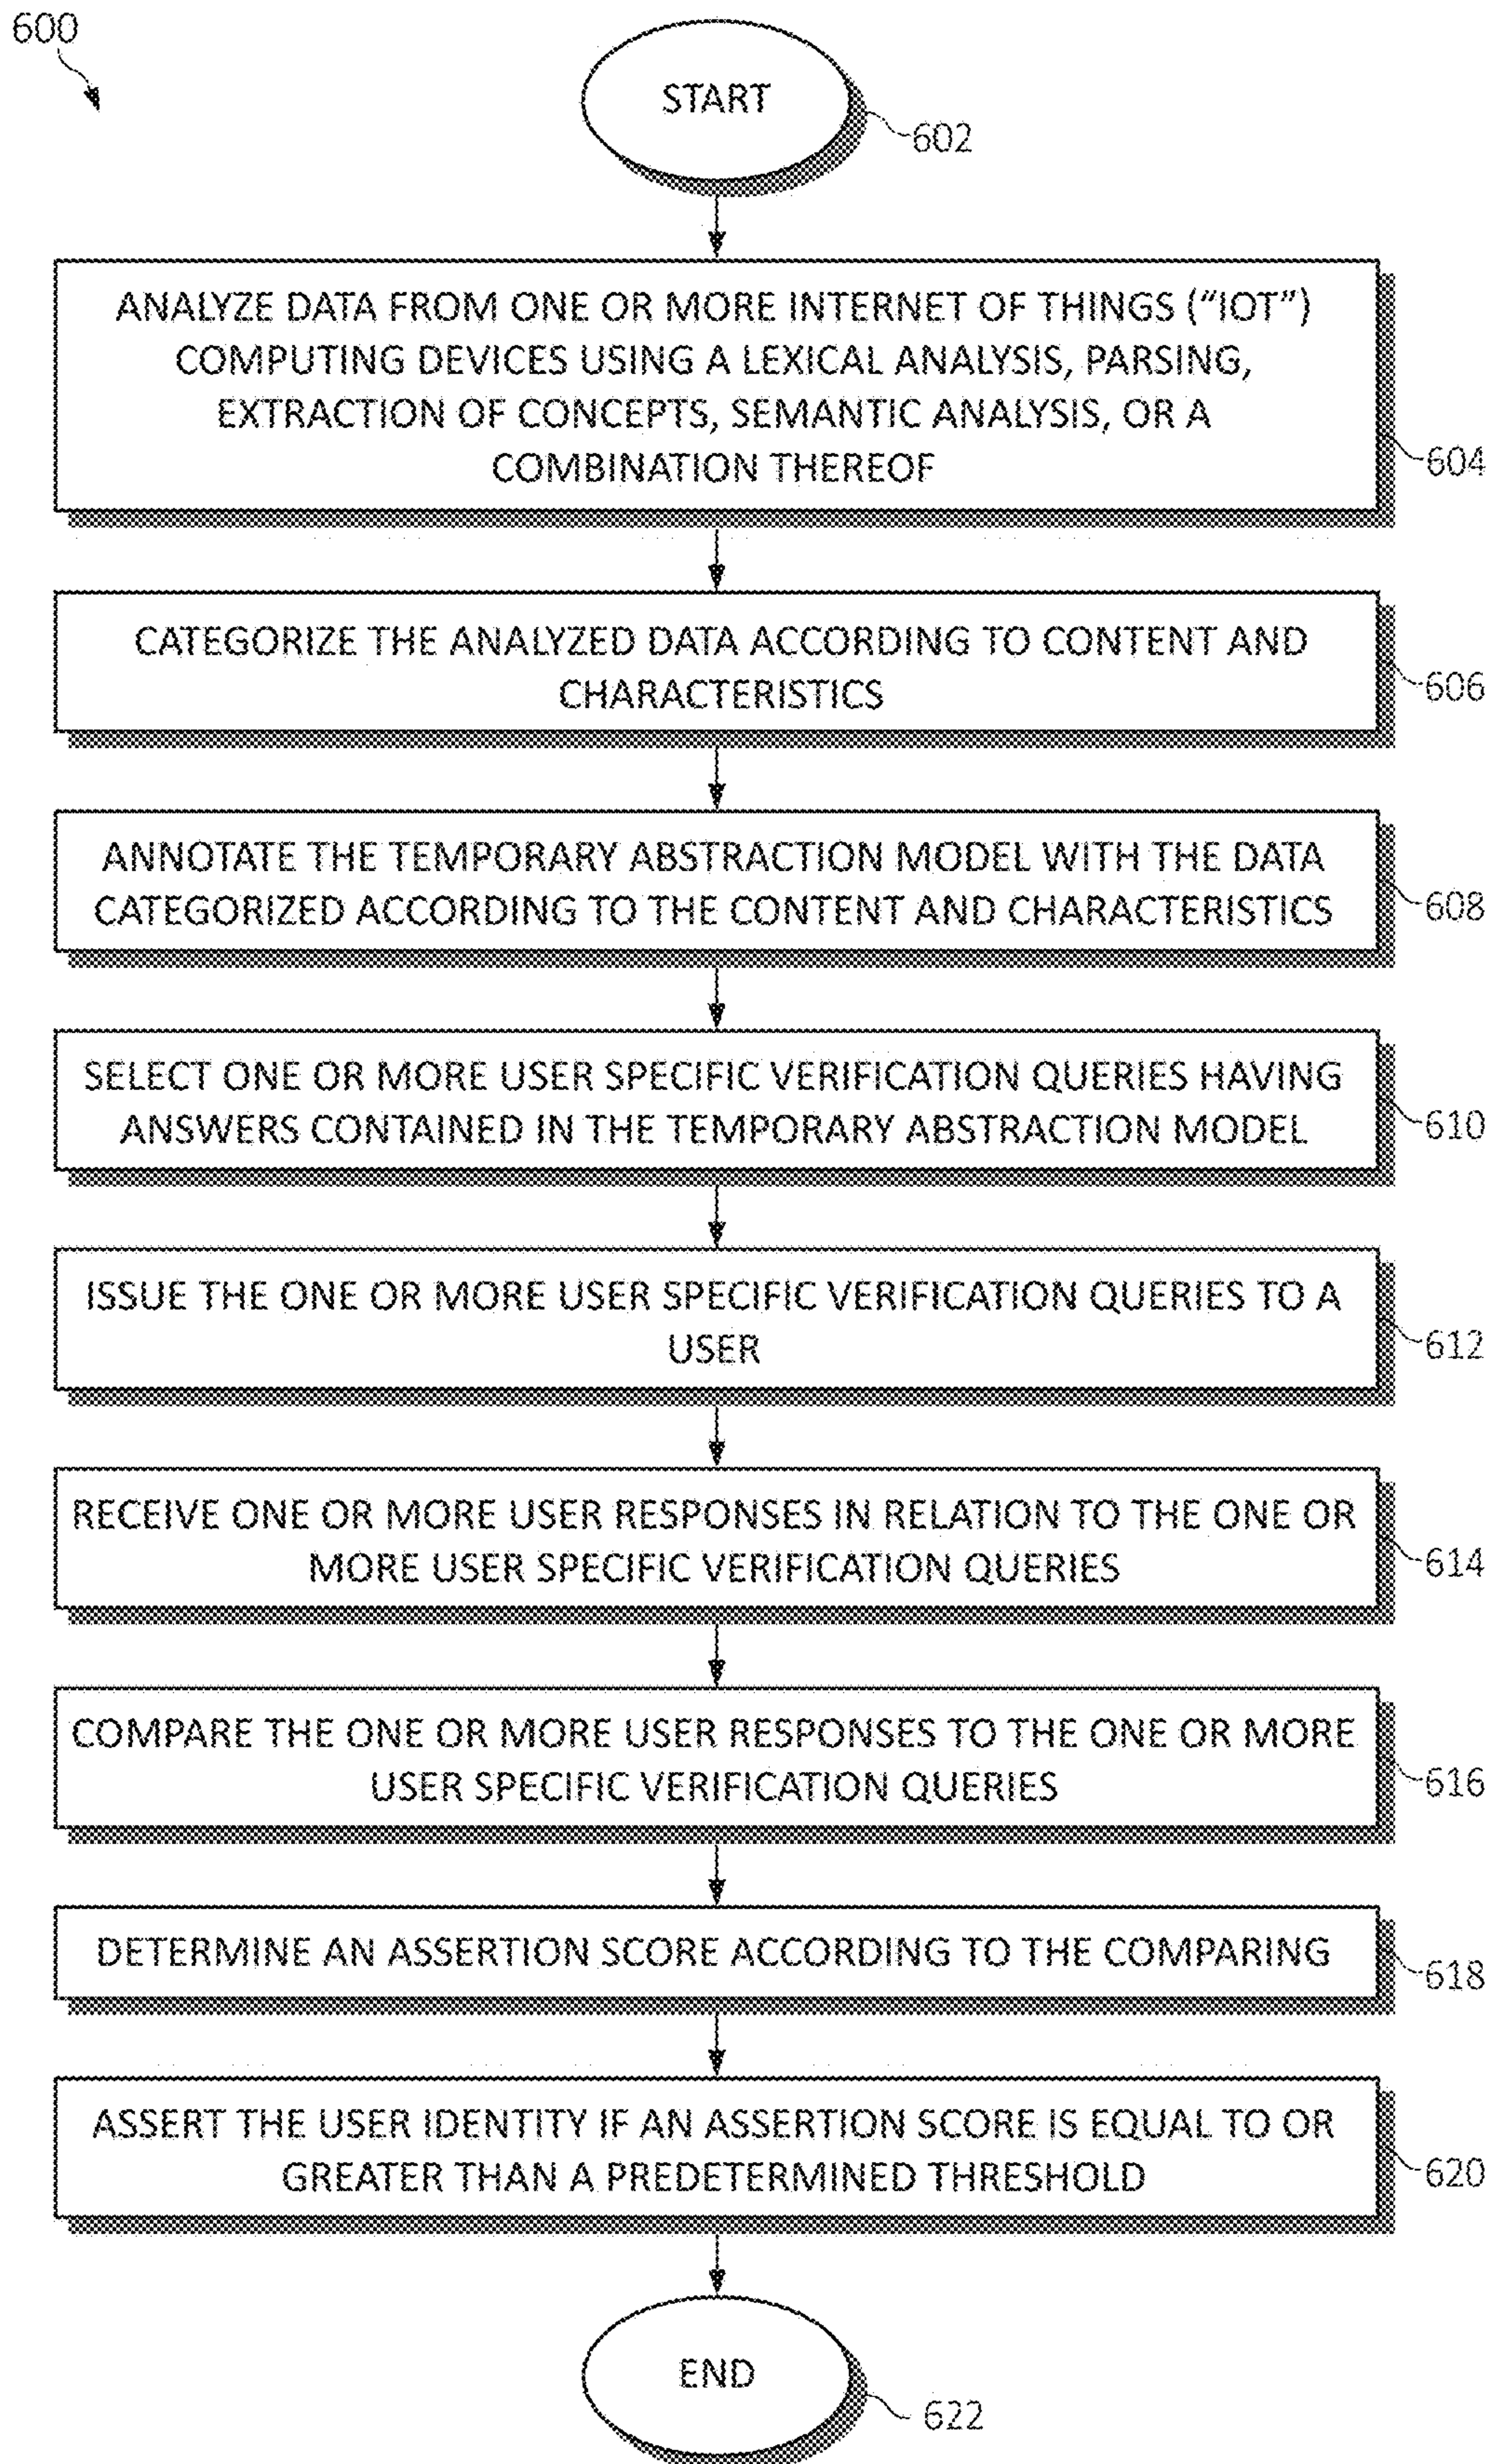 600
START
602
ANALYZE DATA FROM ONE OR MORE INTERNET OF THINGS (“IOT”)
COMPUTING DEVICES USING A LEXICAL ANALYSIS, PARSING,
EXTRACTION OF CONCEPTS, SEMANTIC ANALYSIS, OR A
COMBINATION THEREOF
604
CATEGORIZE THE ANALYZED DATA ACCORDING TO CONTENT AND
CHARACTERISTICS
606
ANNOTATE THE TEMPORARY ABSTRACTION MODEL WITH THE DATA
CATEGORIZED ACCORDING TO THE CONTENT AND CHARACTERISTICS
608
SELECT ONE OR MORE USER SPECIFIC VERIFICATION QUERIES HAVING
ANSWERS CONTAINED IN THE TEMPORARY ABSTRACTION MODEL
610
ISSUE THE ONE OR MORE USER SPECIFIC VERIFICATION QUERIES TO A
USER
612
RECEIVE ONE OR MORE USER RESPONSES IN RELATION TO THE ONE OR
MORE USER SPECIFIC VERIFICATION QUERIES
614
COMPARE THE ONE OR MORE USER RESPONSES TO THE ONE OR MORE
USER SPECIFIC VERIFICATION QUERIES
616
DETERMINE AN ASSERTION SCORE ACCORDING TO THE COMPARING
618
ASSERT THE USER IDENTITY IF AN ASSERTION SCORE IS EQUAL TO OR
GREATER THAN A PREDETERMINED THRESHOLD
620
END
622